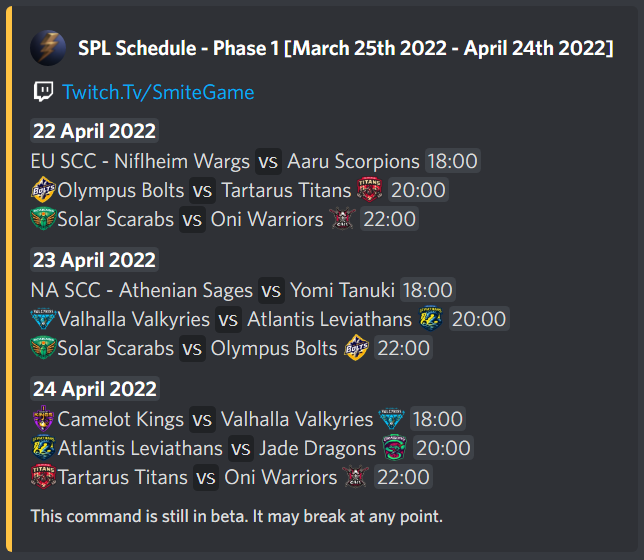 SPL Schedule - Phase 1 [March 25th 2022 - April 24th 2022]
Twitch.Tv/SmiteGame
22 April 2022
EU SCC - Niflheim Wargs vs Aaru Scorpions 18:00
Olympus Bolts vs Tartarus Titans 20:00
Solar Scarabs vs Oni Warriors 22:00
23 April 2022
NA SCC - Athenian Sages vs Yomi Tanuki 18:00
Valhalla Valkyries vs Atlantis Leviathans 20:00
Solar Scarabs vs Olympus Bolts 22:00
24 April 2022
Camelot Kings vs Valhalla Valkyries 18:00
Atlantis Leviathans vs Jade Dragons 20:00
Tartarus Titans vs Oni Warriors 22:00
This command is still in beta. It may break at any point.